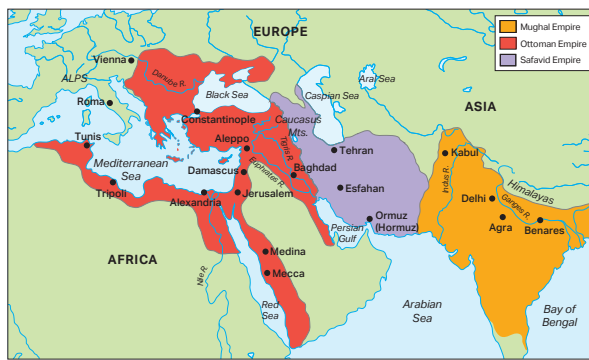 EUROPE
Mughal Empire
Ottoman Empire
Safavid Empire
Vienna
ALPS
Danube R.
Aral Sea
Black Sea
Caspian Sea
Roma
ASIA
Constantinople
Caucasus
Mts.
Tunis
Aleppo
Tigris R.
Tehran
Kabul
Mediterranean
Sea
Damascus
Euphrates R.
Baghdad
Esfahan
Indus R.
Himalayas
Tripoli
Alexandria
Jerusalem
Delhi
Ganges R.
Ormuz
(Hormuz)
Persian
Gulf
Agra
Benares
AFRICA
Medina
Nile R.
Mecca
Red
Sea
Arabian
Sea
Bay of
Bengal